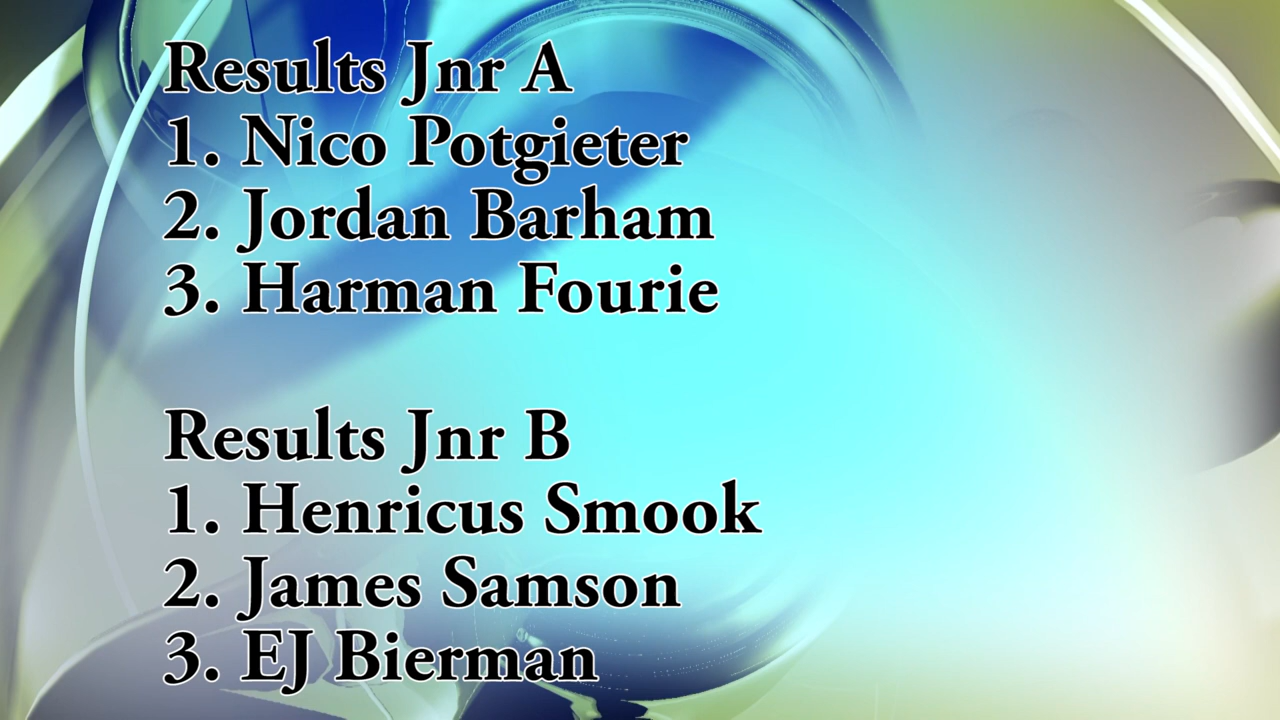 Results Jnr A
1. Nico Potgieter
2. Jordan Barham
3. Harman Fourie
Results Jnr B
1. Henricus Smook
2. James Samson
3. EJ Bierman